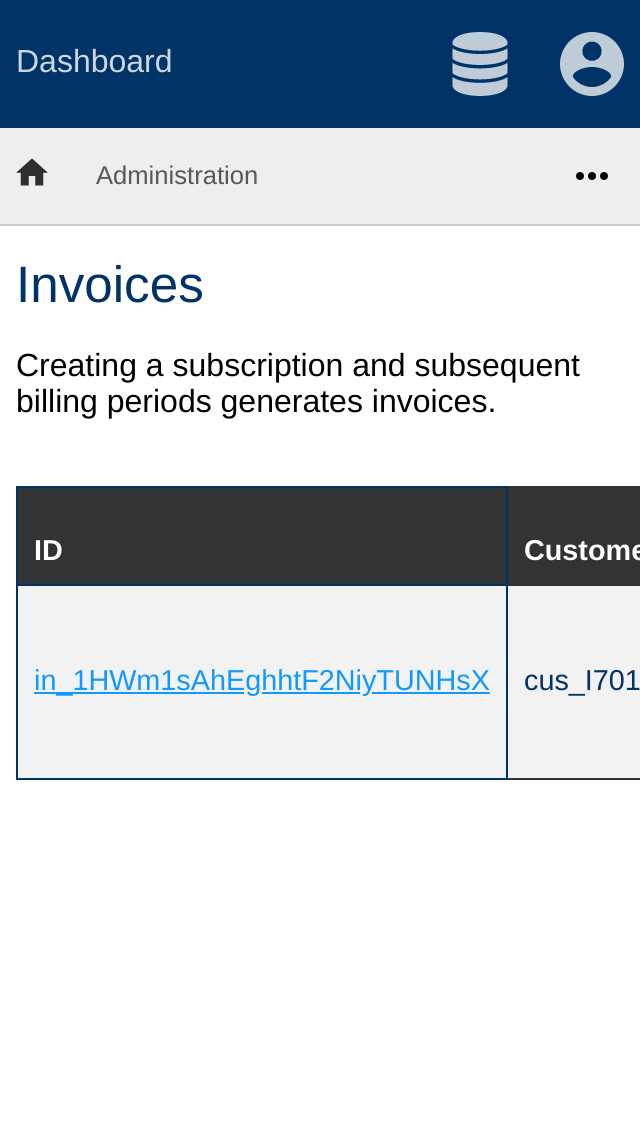 Dashboard
Administration
Invoices
Creating a subscription and subsequent
billing periods generates invoices.
ID Custome
in_1HWm1sAhEghhtF2NiyTUNHsX cus_I701